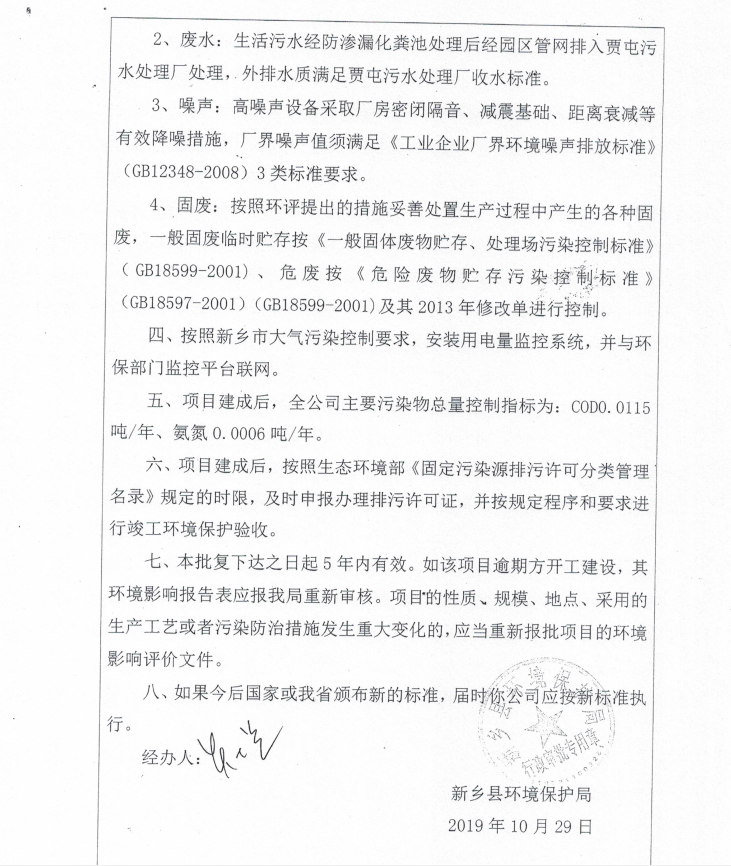 2、废水：生活污水经防渗漏化粪池处理后经园区管网排入贾屯污
水处理厂处理，外排水质满足贾屯污水处理厂收水标准。
3、噪声：高噪声设备采取厂房密闭隔音、减震基础、距离衰减等
有效降噪措施，厂界噪声值须满足《工业企业厂界环境噪声排放标准》
（GB12348-2008）3 类标准要求。
4、固废：按照环评提出的措施妥善处置生产过程中产生的各种固
废，一般固废临时贮存按《一般固体废物贮存、处理场污染控制标准》
（GB18599-2001）、危废按《危险废物贮存污染控制标准》
（GB18597-2001）（GB18599-2001)及其 2013 年修改单进行控制。
四、按照新乡市大气污染控制要求，安装用电量监控系统，并与环
保部门监控平台联网。
五、项目建成后，全公司主要污染物总量控制指标为：COD0.0115
吨/年、氨氮 0.0006 吨/年。
六、项目建成后，按照生态环境部《固定污染源排污许可分类管理
名录》规定的时限，及时申报办理排污许可证，并按规定程序和要求进
行竣工环境保护验收。
七、本批复下达之日起 5 年内有效。如该项目逾期方开工建设，其
环境影响报告表应报我局重新审核。项目的性质、规模、地点、采用的
生产工艺或者污染防治措施发生重大变化的，应当重新报批项目的环境
影响评价文件。
八、如果今后国家或我省颁布新的标准，届时你公司应按新标准执
行。
经办人：
新乡县环境保护局
行政审批专用章
新乡县环境保护局
2019 年 10 月 29 日